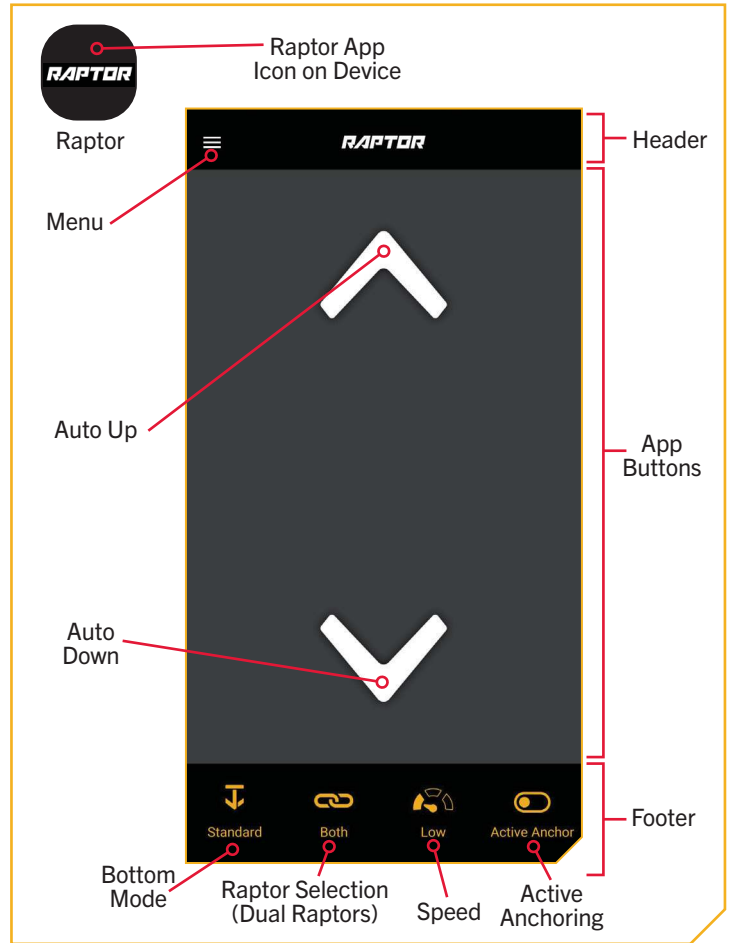 Raptor App
Icon on Device
RAPTOR
Raptor
RAPTOR
Header
Menu
Auto Up
App
Buttons
Auto
Down
Standard
Both
Low
Active Anchor
Footer
Bottom
Mode
Raptor Selection
(Dual Raptors)
Speed
Active
Anchoring